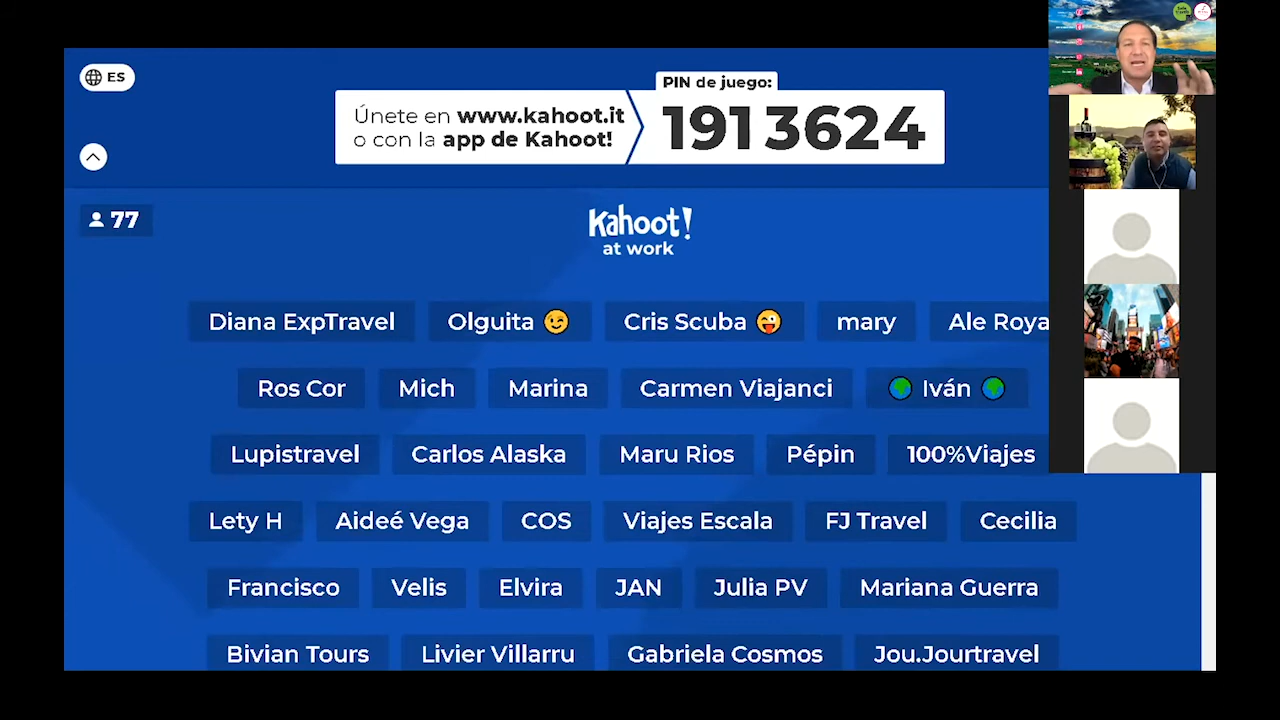 ES
PIN de juego:
Únete en www.kahoot.it
o con la app de Kahoot!
191 3624
77
Kahoot!
at work
Diana ExpTravel Olguita 😉 Cris Scuba 😜 mary Ale Roya
Ros Cor Mich Marina Carmen Viajanci 🌍 Iván 🌍
Lupistravel Carlos Alaska Maru Rios Pépin 100%Viajes
Lety H Aideé Vega COS Viajes Escala FJ Travel Cecilia
Francisco Velis Elvira JAN Julia PV Mariana Guerra
Bivian Tours Livier Villarru Gabriela Cosmos Jou.Jourtravel